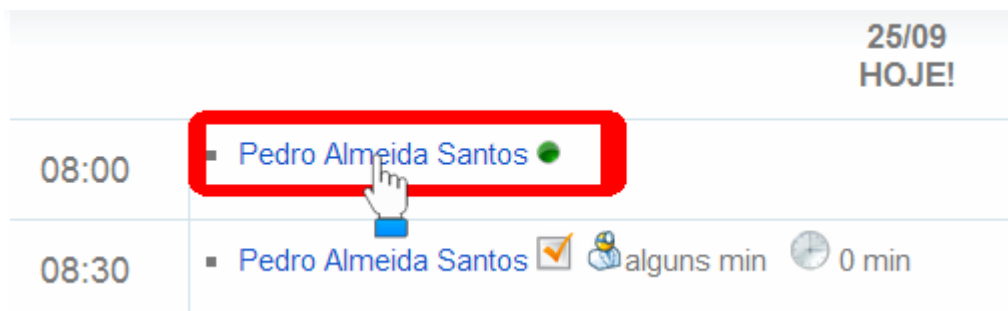 25/09
HOJE!
08:00
Pedro Almeida Santos
08:30
Pedro Almeida Santos alguns min 0 min